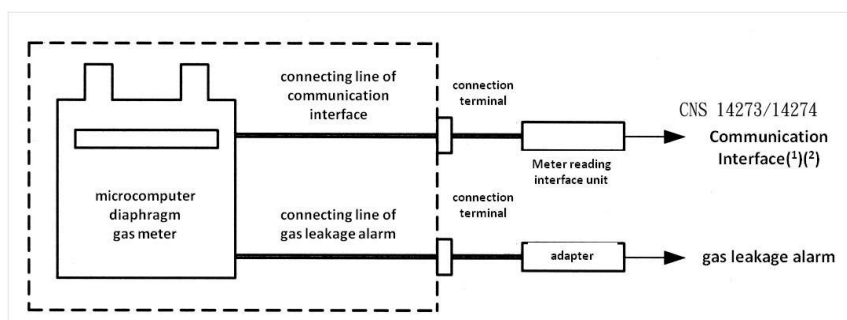 connecting line of
communication
interface
connection
terminal
CNS 14273/14274
Communication
Interface(¹)(²)
Meter reading
interface unit
microcomputer
diaphragm
gas meter
connecting line of
gas leakage alarm
connection
terminal
adapter
gas leakage alarm